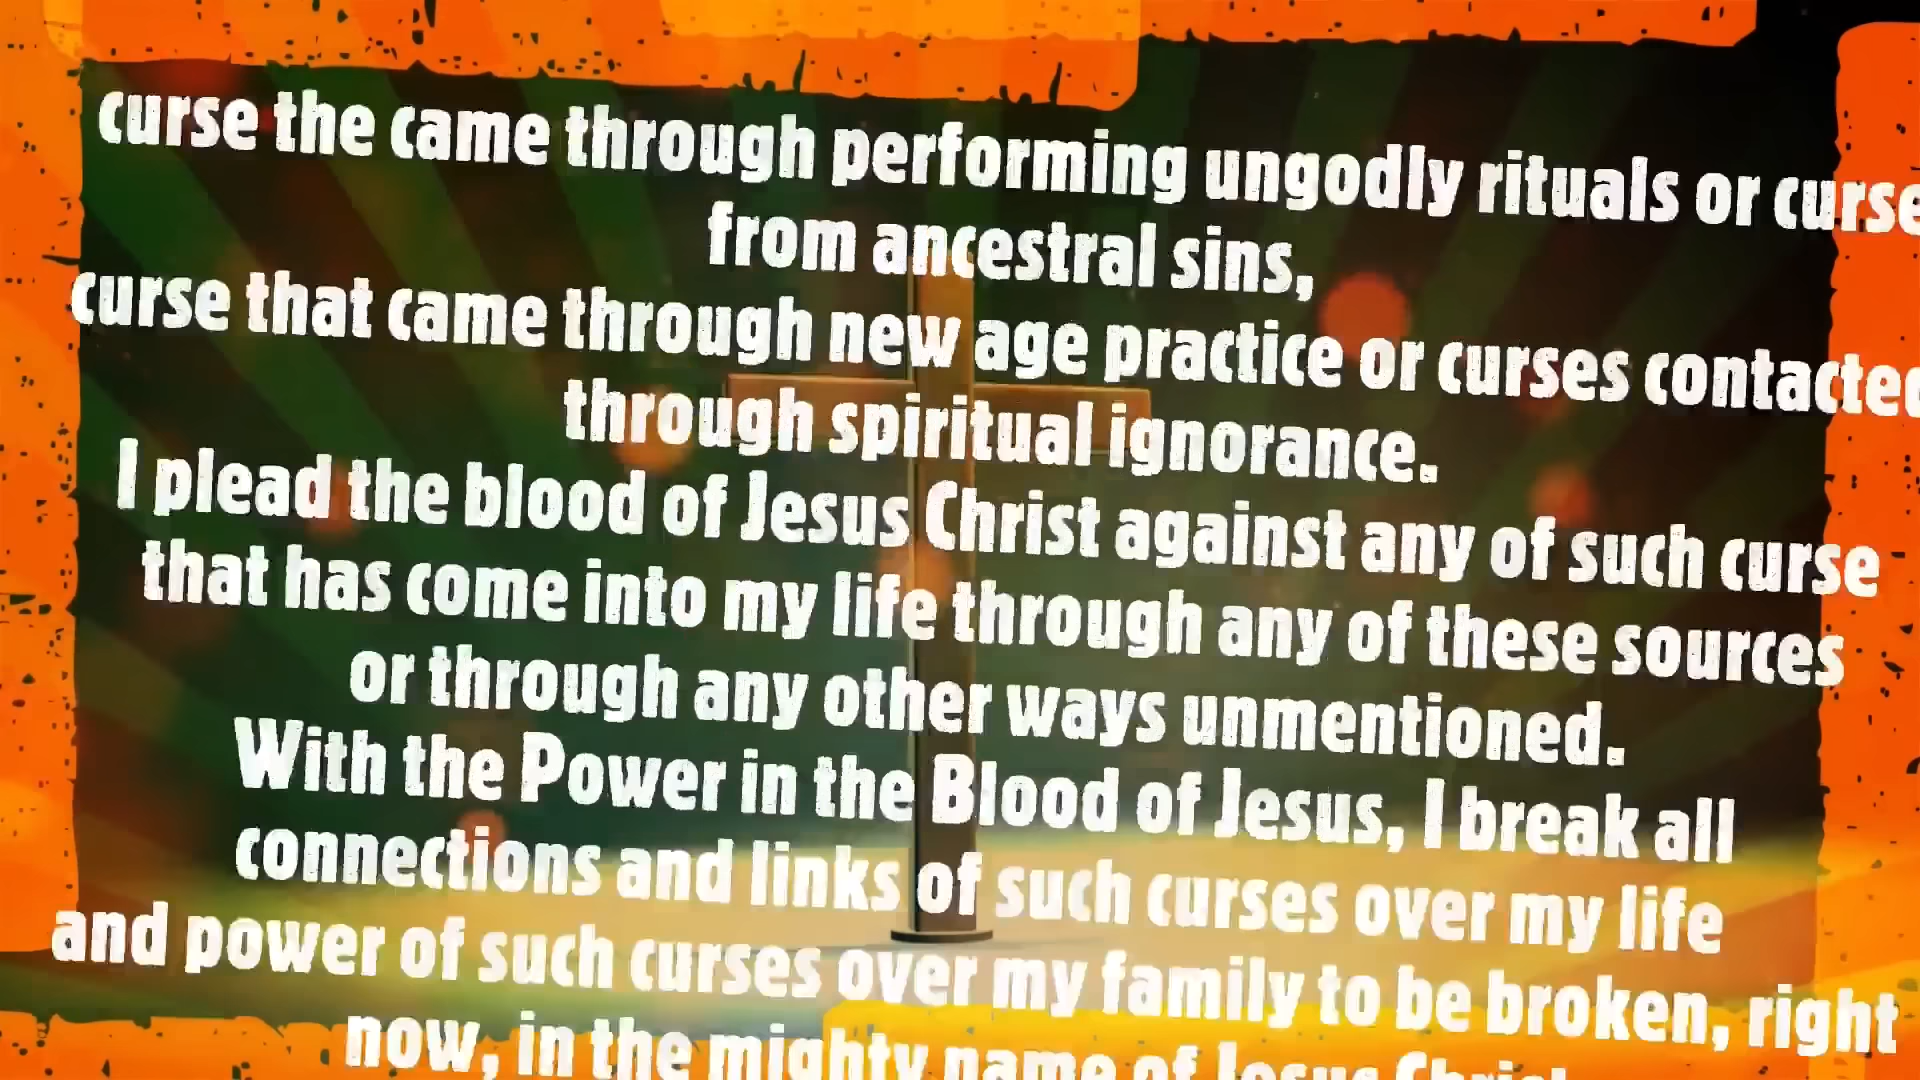 curse the came through performing ungodly rituals or curse
from ancestral sins,
curse that came through new age practice or curses contacted
through spiritual ignorance.
I plead the blood of Jesus Christ against any of such curse
that has come into my life through any of these sources
or through any other ways unmentioned.
With the Power in the Blood of Jesus, I break all
connections and links of such curses over my life
and power of such curses over my family to be broken, right
now, in the mighty name of Jesus Christ